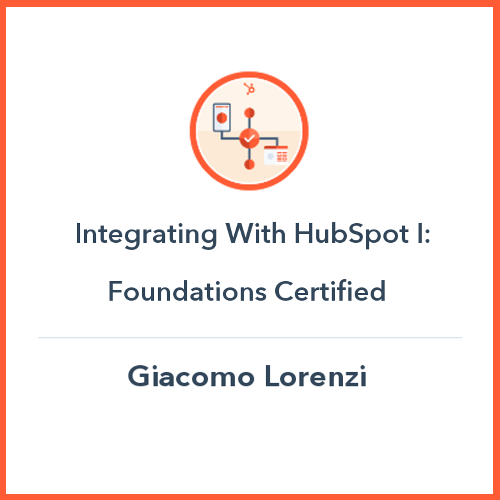 Integrating With HubSpot I:
Foundations Certified
Giacomo Lorenzi